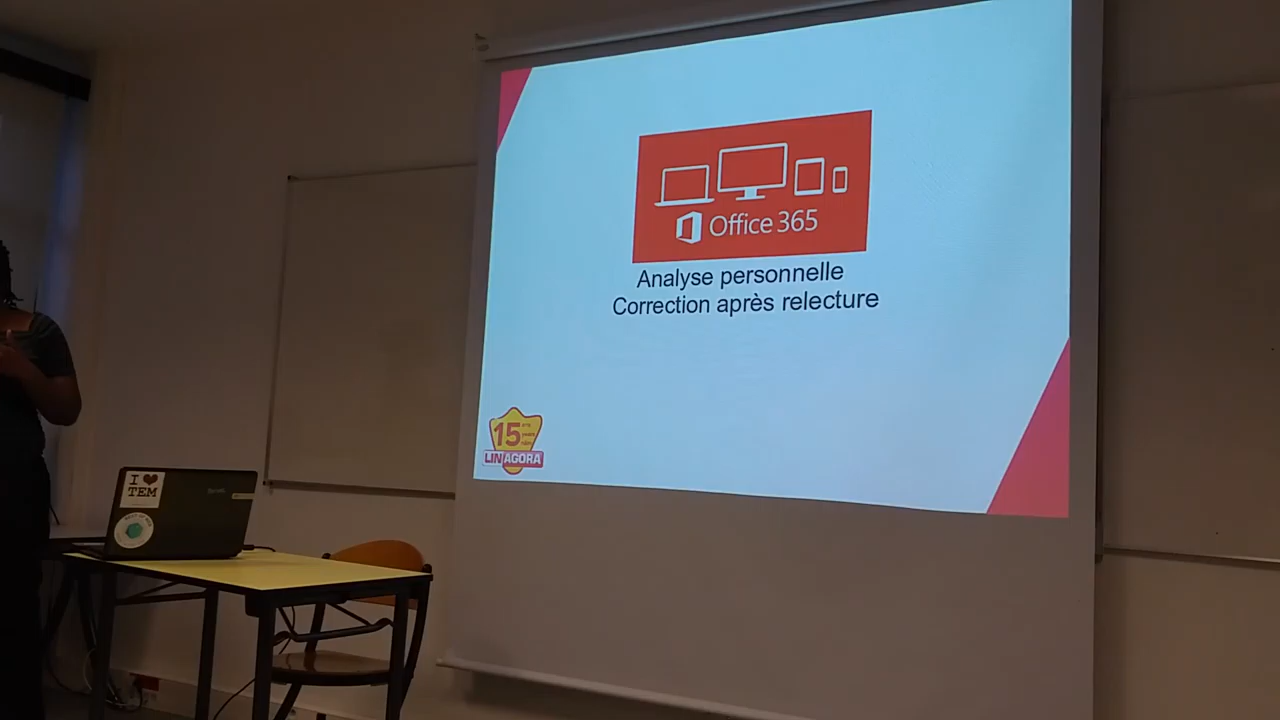 Office 365
Analyse personnelle
Correction après relecture
15
LINAGORA
I ❤
TEM